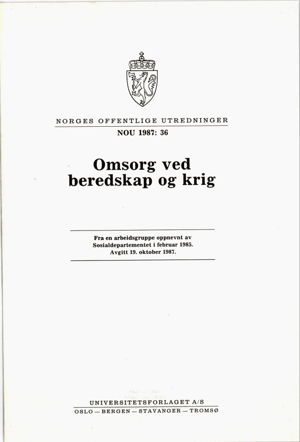 NORGES OFFENTLIGE UTREDNINGER
NOU 1987: 36
Omsorg ved
beredskap og krig
Fra en arbeidsgruppe oppnevnt av
Sosialdepartementet i februar 1985.
Avgitt 19. oktober 1987.
UNIVERSITETSFORLAGET A/S
OSLO — BERGEN — STAVANGER — TROMSØ